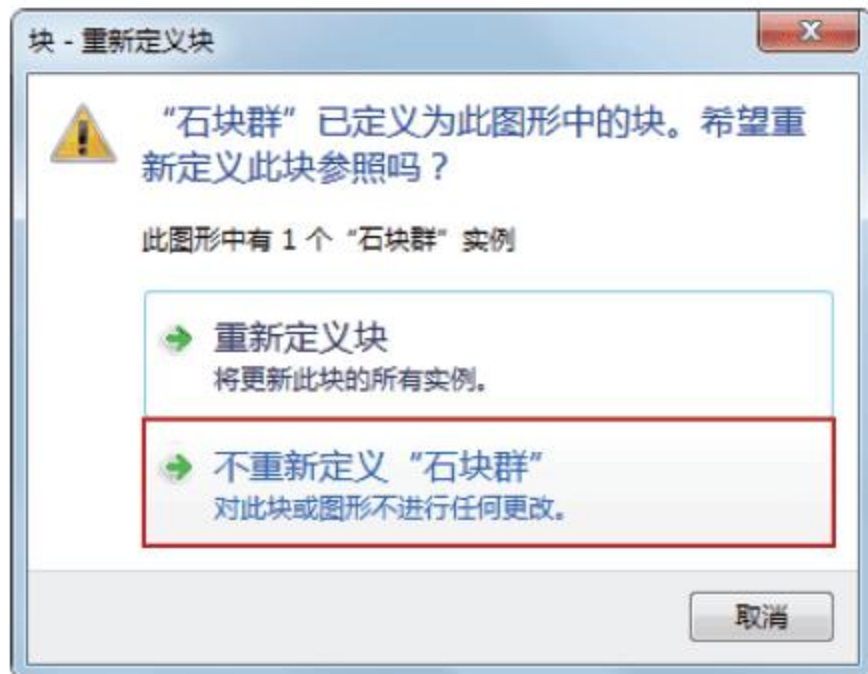 块 - 重新定义块
“石块群”已定义为此图形中的块。希望重
新定义此块参照吗？
此图形中有 1 个“石块群”实例
重新定义块
将更新此块的所有实例。
不重新定义“石块群”
对此块或图形不进行任何更改。
取消